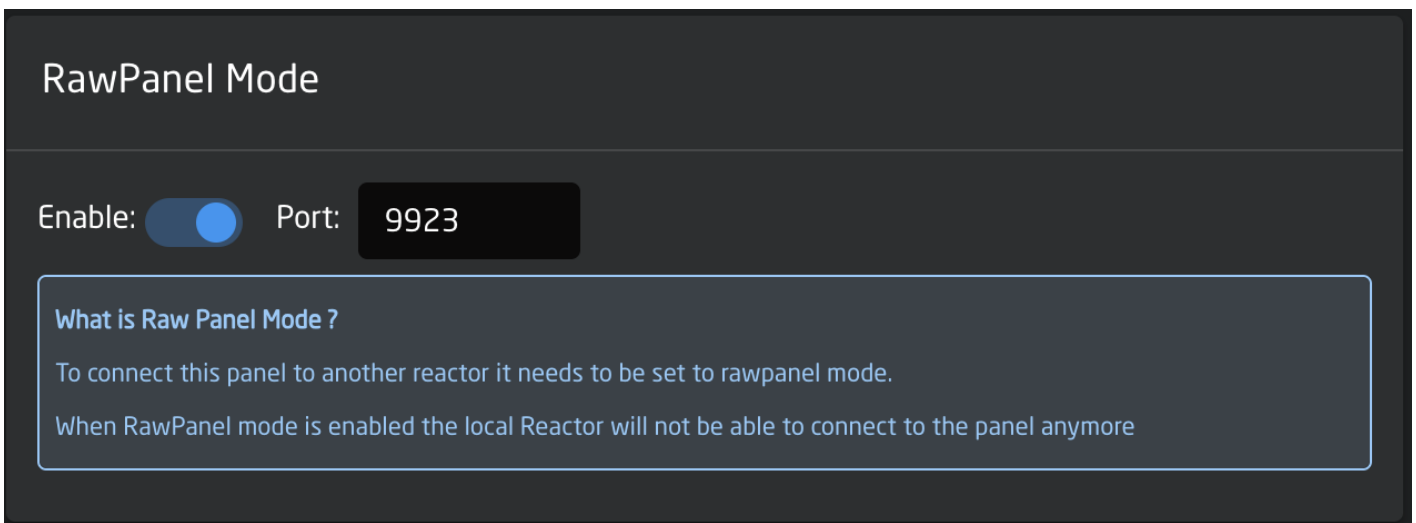 RawPanel Mode
Enable: Port: 9923
What is Raw Panel Mode ?
To connect this panel to another reactor it needs to be set to rawpanel mode.
When RawPanel mode is enabled the local Reactor will not be able to connect to the panel anymore